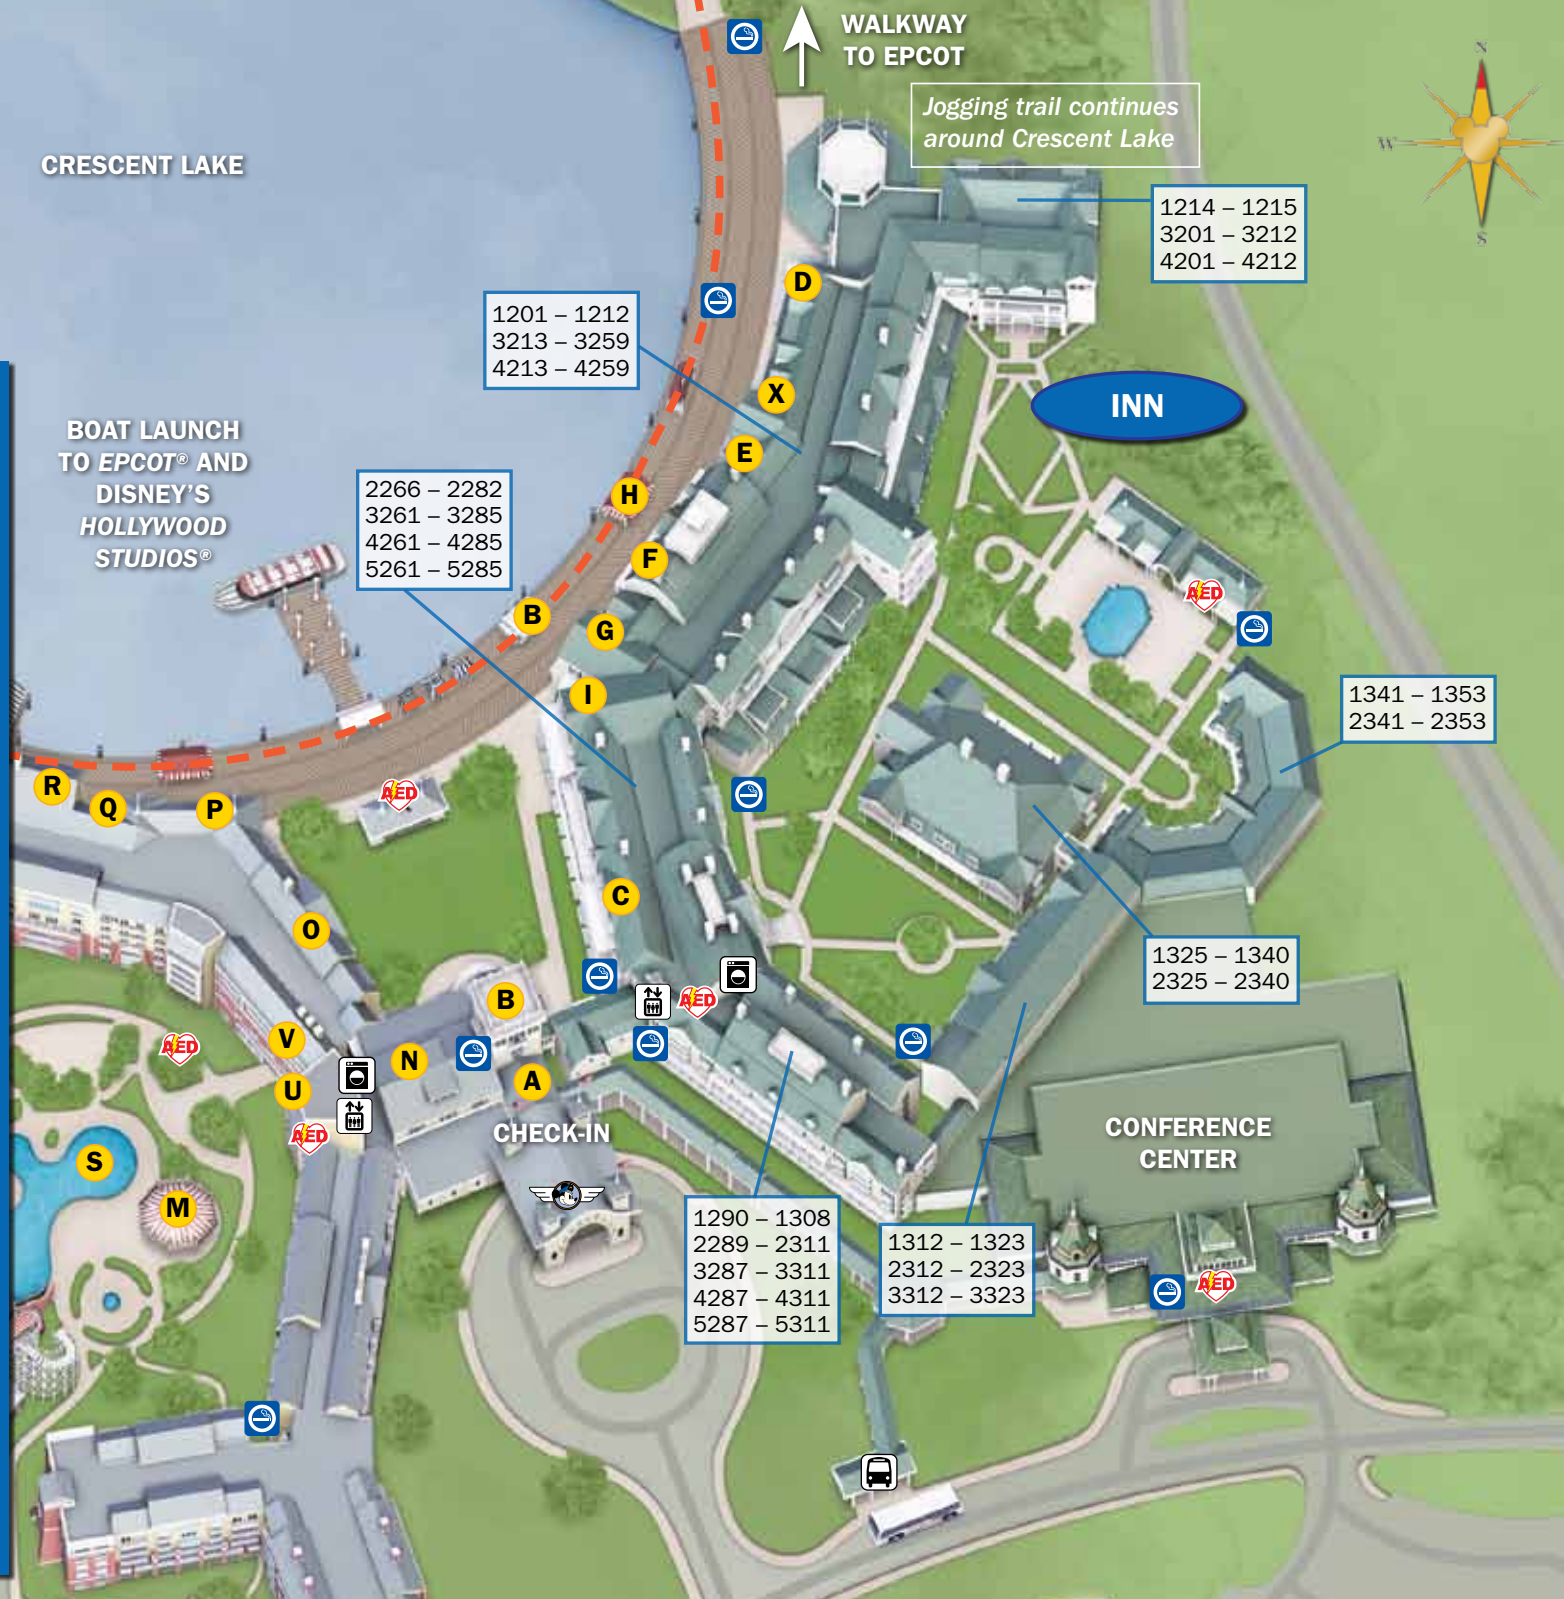 WALKWAY
TO EPCOT
Jogging trail continues
around Crescent Lake
N
W
S
CRESCENT LAKE
1214 – 1215
3201 – 3212
4201 – 4212
D
1201 – 1212
3213 – 3259
4213 – 4259
X
INN
E
BOAT LAUNCH
TO EPCOT® AND
DISNEY'S
HOLLYWOOD
STUDIOS®
2266 – 2282
3261 – 3285
4261 – 4285
5261 – 5285
H
F
AED
B
G
I
1341 – 1353
2341 – 2353
R
Q
P
AED
C
O
1325 – 1340
2325 – 2340
B
AED
V
N
AED
U
A
AED
CHECK-IN
CONFERENCE
CENTER
S
M
1290 – 1308
2289 – 2311
3287 – 3311
4287 – 4311
5287 – 5311
1312 – 1323
2312 – 2323
3312 – 3323
AED